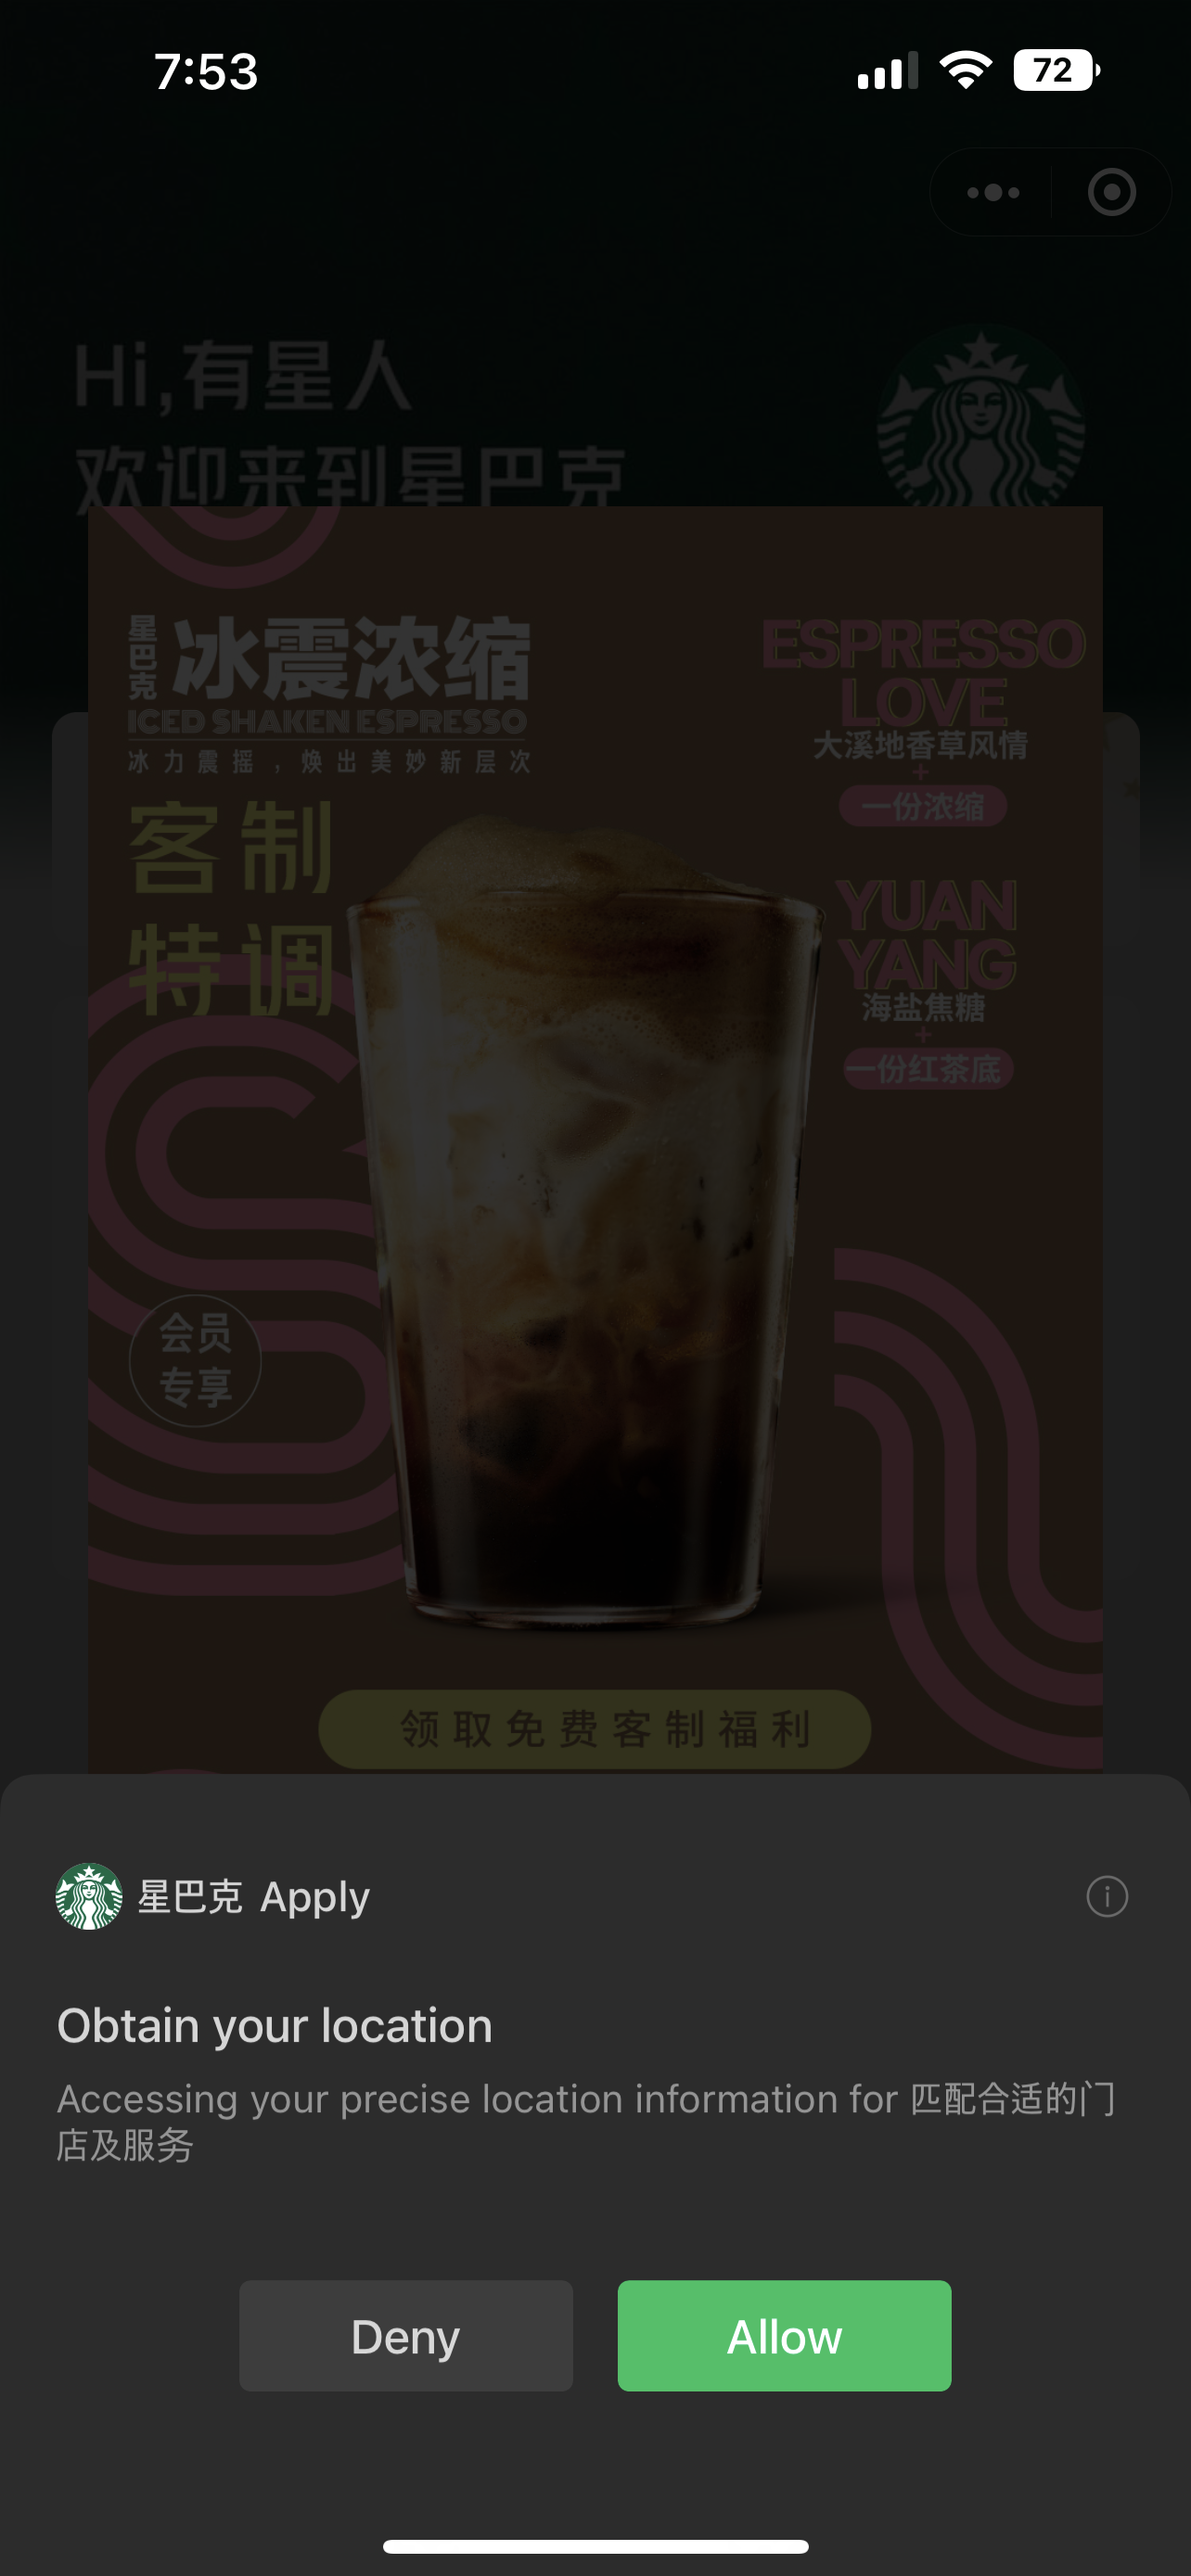 7:53
72
Hi,有星人
欢迎来到星巴克
星巴克
冰震浓缩
ICED SHAKEN ESPRESSO
冰力震摇，焕出美妙新层次
客制
特调
ESPRESSO
LOVE
大溪地香草风情
+
一份浓缩
YUAN
YANG
海盐焦糖
+
一份红茶底
会员
专享
领取免费客制福利
星巴克 Apply
Obtain your location
Accessing your precise location information for 匹配合适的门
店及服务
Deny
Allow